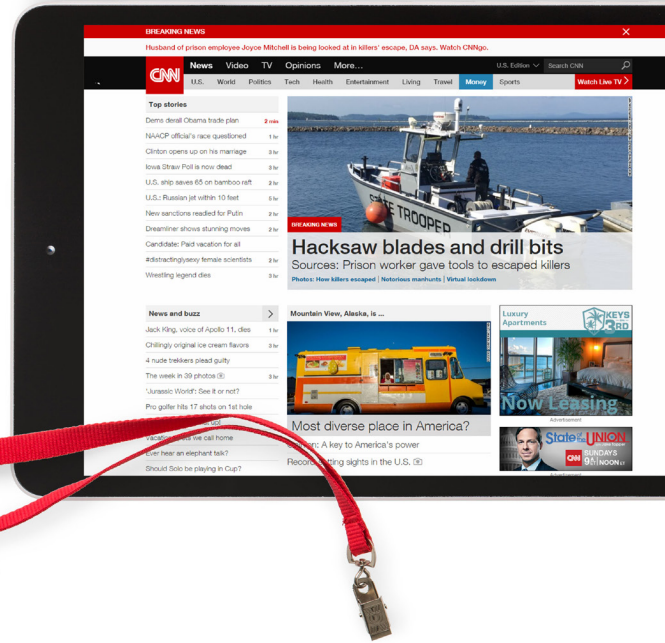 BREAKING NEWS
Husband of prison employee Joyce Mitchell is being looked at in killers' escape, DA says. Watch CNNgo.
CNN
News Video TV Opinions More...
U.S. Edition Search CNN
U.S. World Politics Tech Health Entertainment Living Travel Money Sports
Watch Live TV
Top stories
Dems derail Obama trade plan 2 min
NAACP official's race questioned 1 hr
Clinton opens up on his marriage 3 hr
Iowa Straw Poll is now dead 3 hr
U.S. ship saves 65 on bamboo raft 2 hr
U.S.: Russian jet within 10 feet 5 hr
New sanctions readied for Putin 2 hr
Dreamliner shows stunning moves 2 hr
Candidate: Paid vacation for all
#distractinglysexy female scientists 2 hr
Wrestling legend dies 3 hr
STATE TROOPER
BREAKING NEWS
Hacksaw blades and drill bits
Sources: Prison worker gave tools to escaped killers
Photos: How killers escaped | Notorious manhunts | Virtual lockdown
News and buzz
Jack King, voice of Apollo 11, dies 1 hr
Chillingly original ice cream flavors 3 hr
4 nude trekkers plead guilty
The week in 39 photos 3 hr
'Jurassic World': See it or not?
Pro golfer hits 17 shots on 1st hole
Vacation we call home
Ever hear an elephant talk?
Should Solo be playing in Cup?
Mountain View, Alaska, is ...
Most diverse place in America?
A key to America's power
sights in the U.S.
Luxury
Apartments
KEYS
3RD
Now Leasing
Advertisement
State of the UNION
CNN SUNDAYS
9AM NOON ET
Advertisement